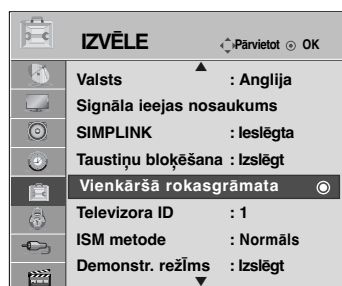 IZVĒLE Pārvietot OK
Valsts : Anglija
Signāla ieejas nosaukums
SIMPLINK : Ieslēgta
Taustiņu bloķēšana : Izslēgt
Vienkāršā rokasgrāmata
Televizora ID : 1
ISM metode : Normāls
Demonstr. režĪms : Izslēgt